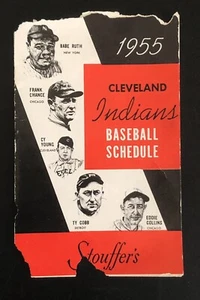 1955
BABE RUTH
NEW YORK
CLEVELAND
Indians
BASEBALL
SCHEDULE
FRANK
CHANCE
CHICAGO
CY
YOUNG
CLEVELAND
TY COBB
DETROIT
EDDIE
COLLINS
CHICAGO
Stouffer's